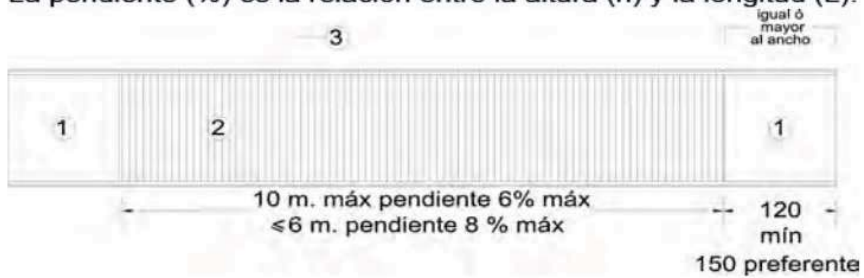 La pendiente (%) es la relación entre la altura (h) y la longitud (L).
igual ó
mayor
al ancho
3
1
2
1
10 m. máx pendiente 6% máx
≤6 m. pendiente 8 % máx
120
mín
150 preferente